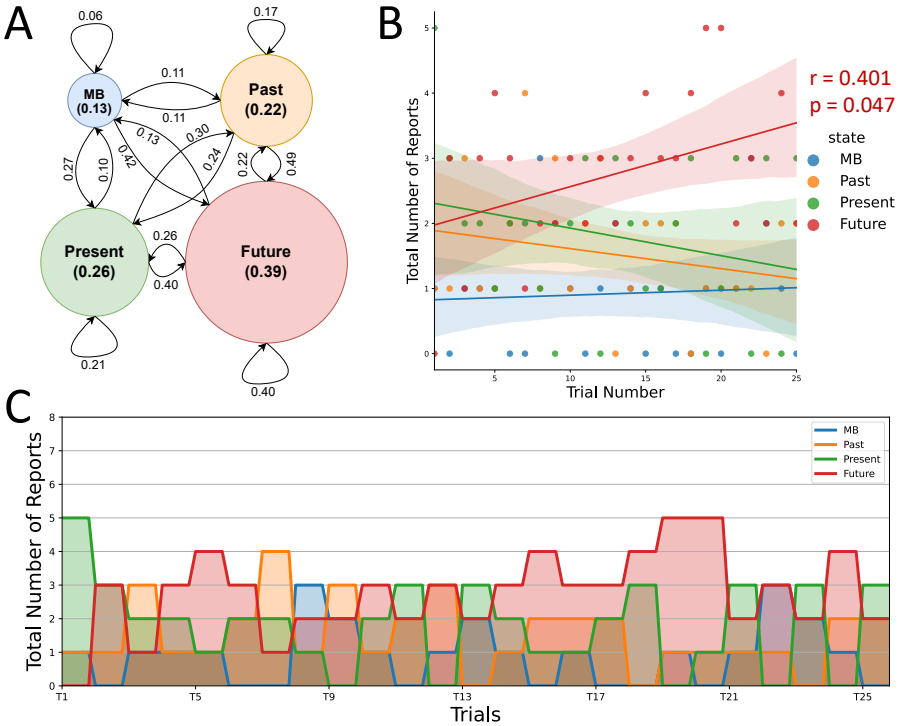 A
0.06
0.17
MB
(0.13)
0.11
0.11
Past
(0.22)
0.27
0.10
0.42
0.13
0.30
0.24
0.22
0.49
Present
(0.26)
0.26
0.40
Future
(0.39)
0.21
0.40
B
Total Number of Reports
5
4
3
2
1
0
5
10
15
20
25
Trial Number
r = 0.401
p = 0.047
state
MB
Past
Present
Future
C
Total Number of Reports
8
7
6
5
4
3
2
1
0
T1
T5
T9
T13
T17
T21
T25
Trials
MB
Past
Present
Future